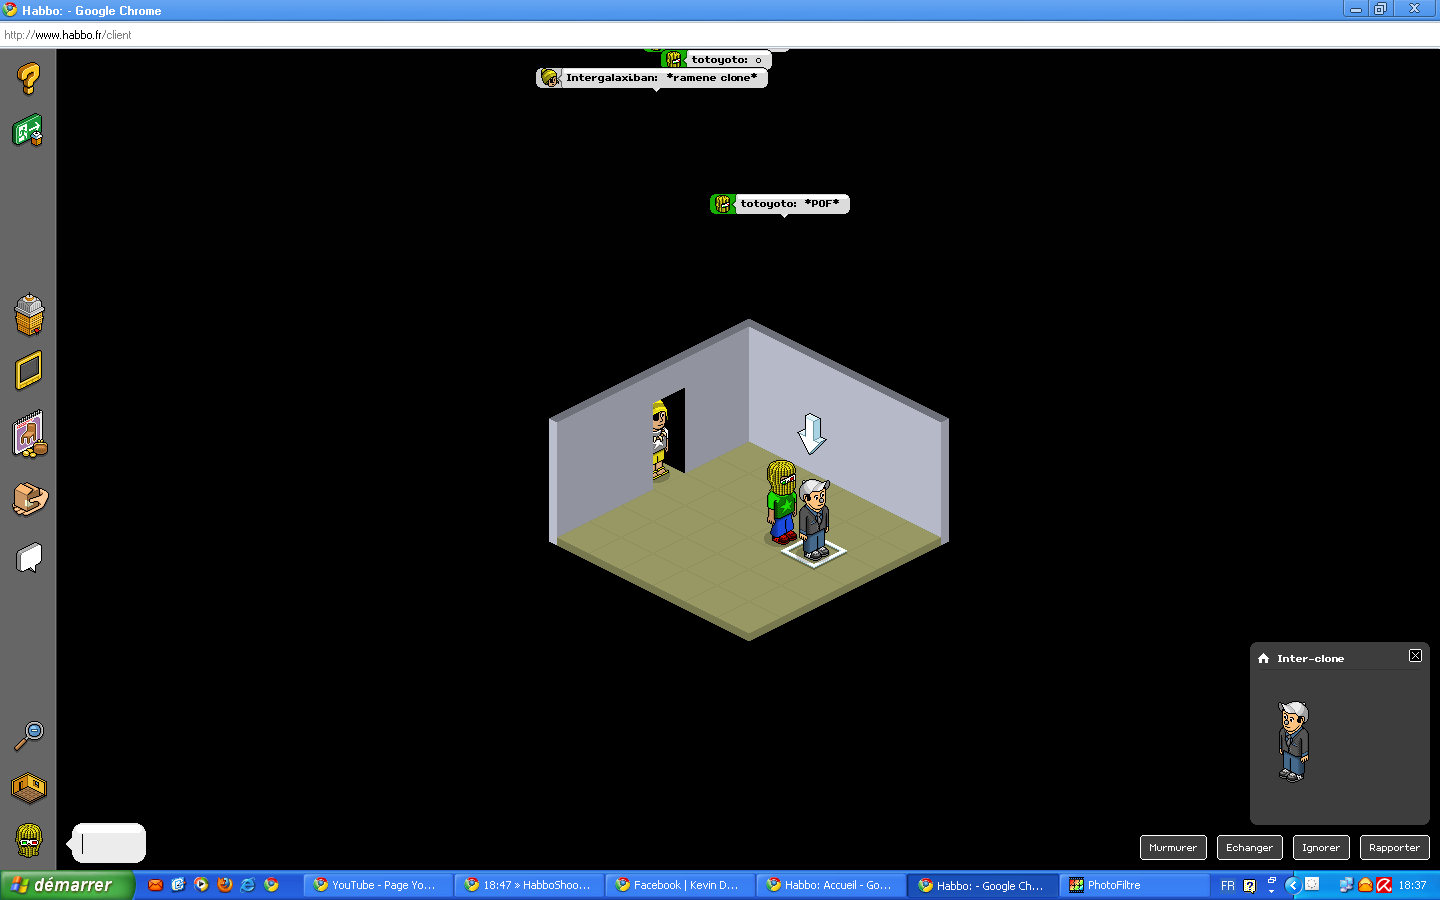 Habbo: - Google Chrome
http://www.habbo.fr/client
totoyoto: o
Intergalaxiban: *ramene clone*
totoyoto: *POF*
Inter-clone
Murmurer
Echanger
Ignorer
Rapporter
démarrer
YouTube - Page Yo...
18:47 » HabboShoo...
Facebook | Kevin D...
Habbo: Accueil - Go...
Habbo: - Google Ch...
PhotoFiltre
FR
18:37